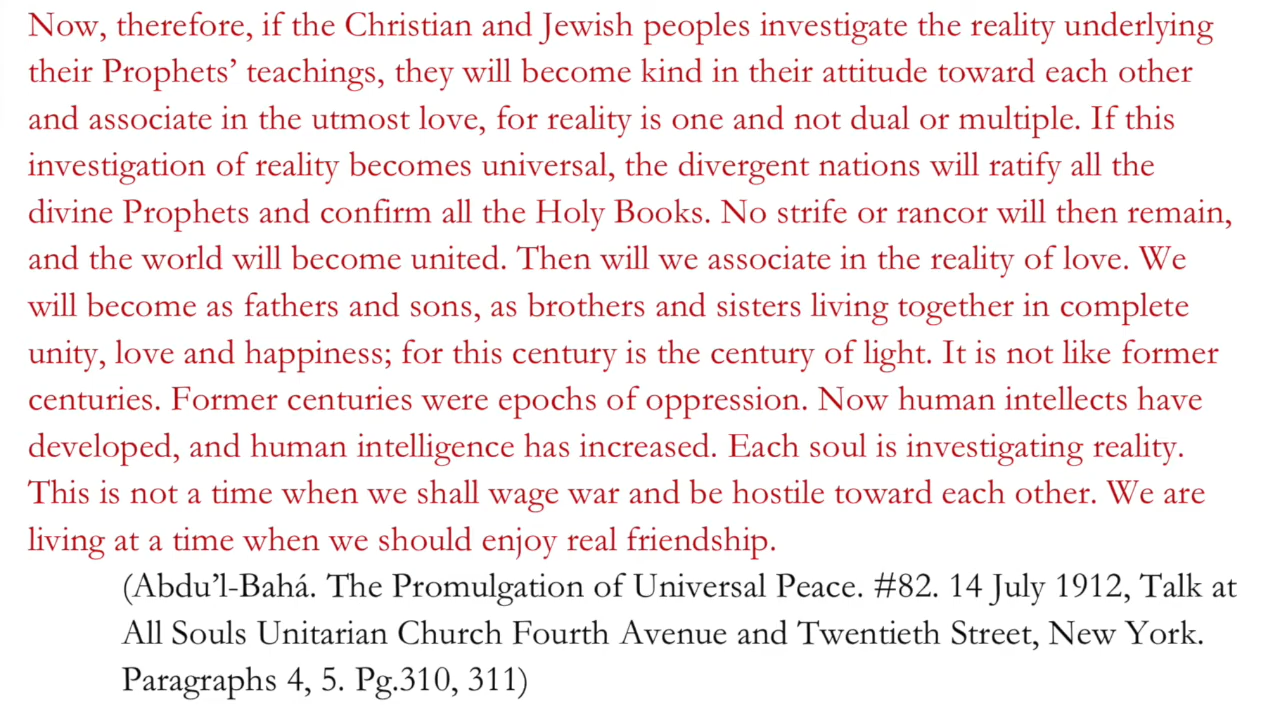 Now, therefore, if the Christian and Jewish peoples investigate the reality underlying
their Prophets’ teachings, they will become kind in their attitude toward each other
and associate in the utmost love, for reality is one and not dual or multiple. If this
investigation of reality becomes universal, the divergent nations will ratify all the
divine Prophets and confirm all the Holy Books. No strife or rancor will then remain,
and the world will become united. Then will we associate in the reality of love. We
will become as fathers and sons, as brothers and sisters living together in complete
unity, love and happiness; for this century is the century of light. It is not like former
centuries. Former centuries were epochs of oppression. Now human intellects have
developed, and human intelligence has increased. Each soul is investigating reality.
This is not a time when we shall wage war and be hostile toward each other. We are
living at a time when we should enjoy real friendship.
(Abdu’l-Bahá. The Promulgation of Universal Peace. #82. 14 July 1912, Talk at
All Souls Unitarian Church Fourth Avenue and Twentieth Street, New York.
Paragraphs 4, 5. Pg.310, 311)